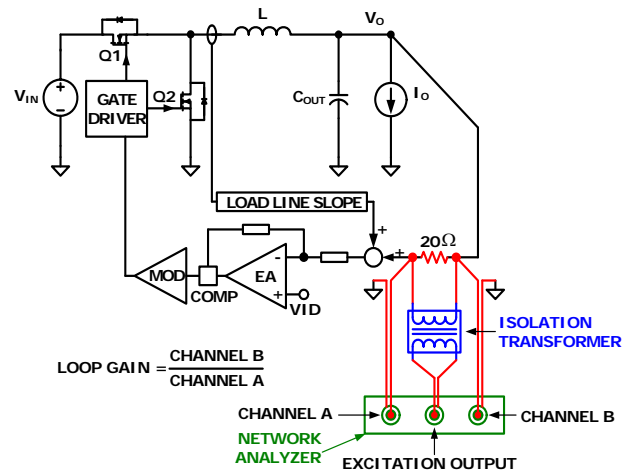 L
VO
Q1
Q2
VIN
GATE
DRIVER
COUT
IO
LOAD LINE SLOPE
+
+
20Ω
-
+
EA
MOD
COMP
VID
ISOLATION
TRANSFORMER
LOOP GAIN = CHANNEL B
CHANNEL A
CHANNEL A
CHANNEL B
NETWORK
ANALYZER
EXCITATION OUTPUT